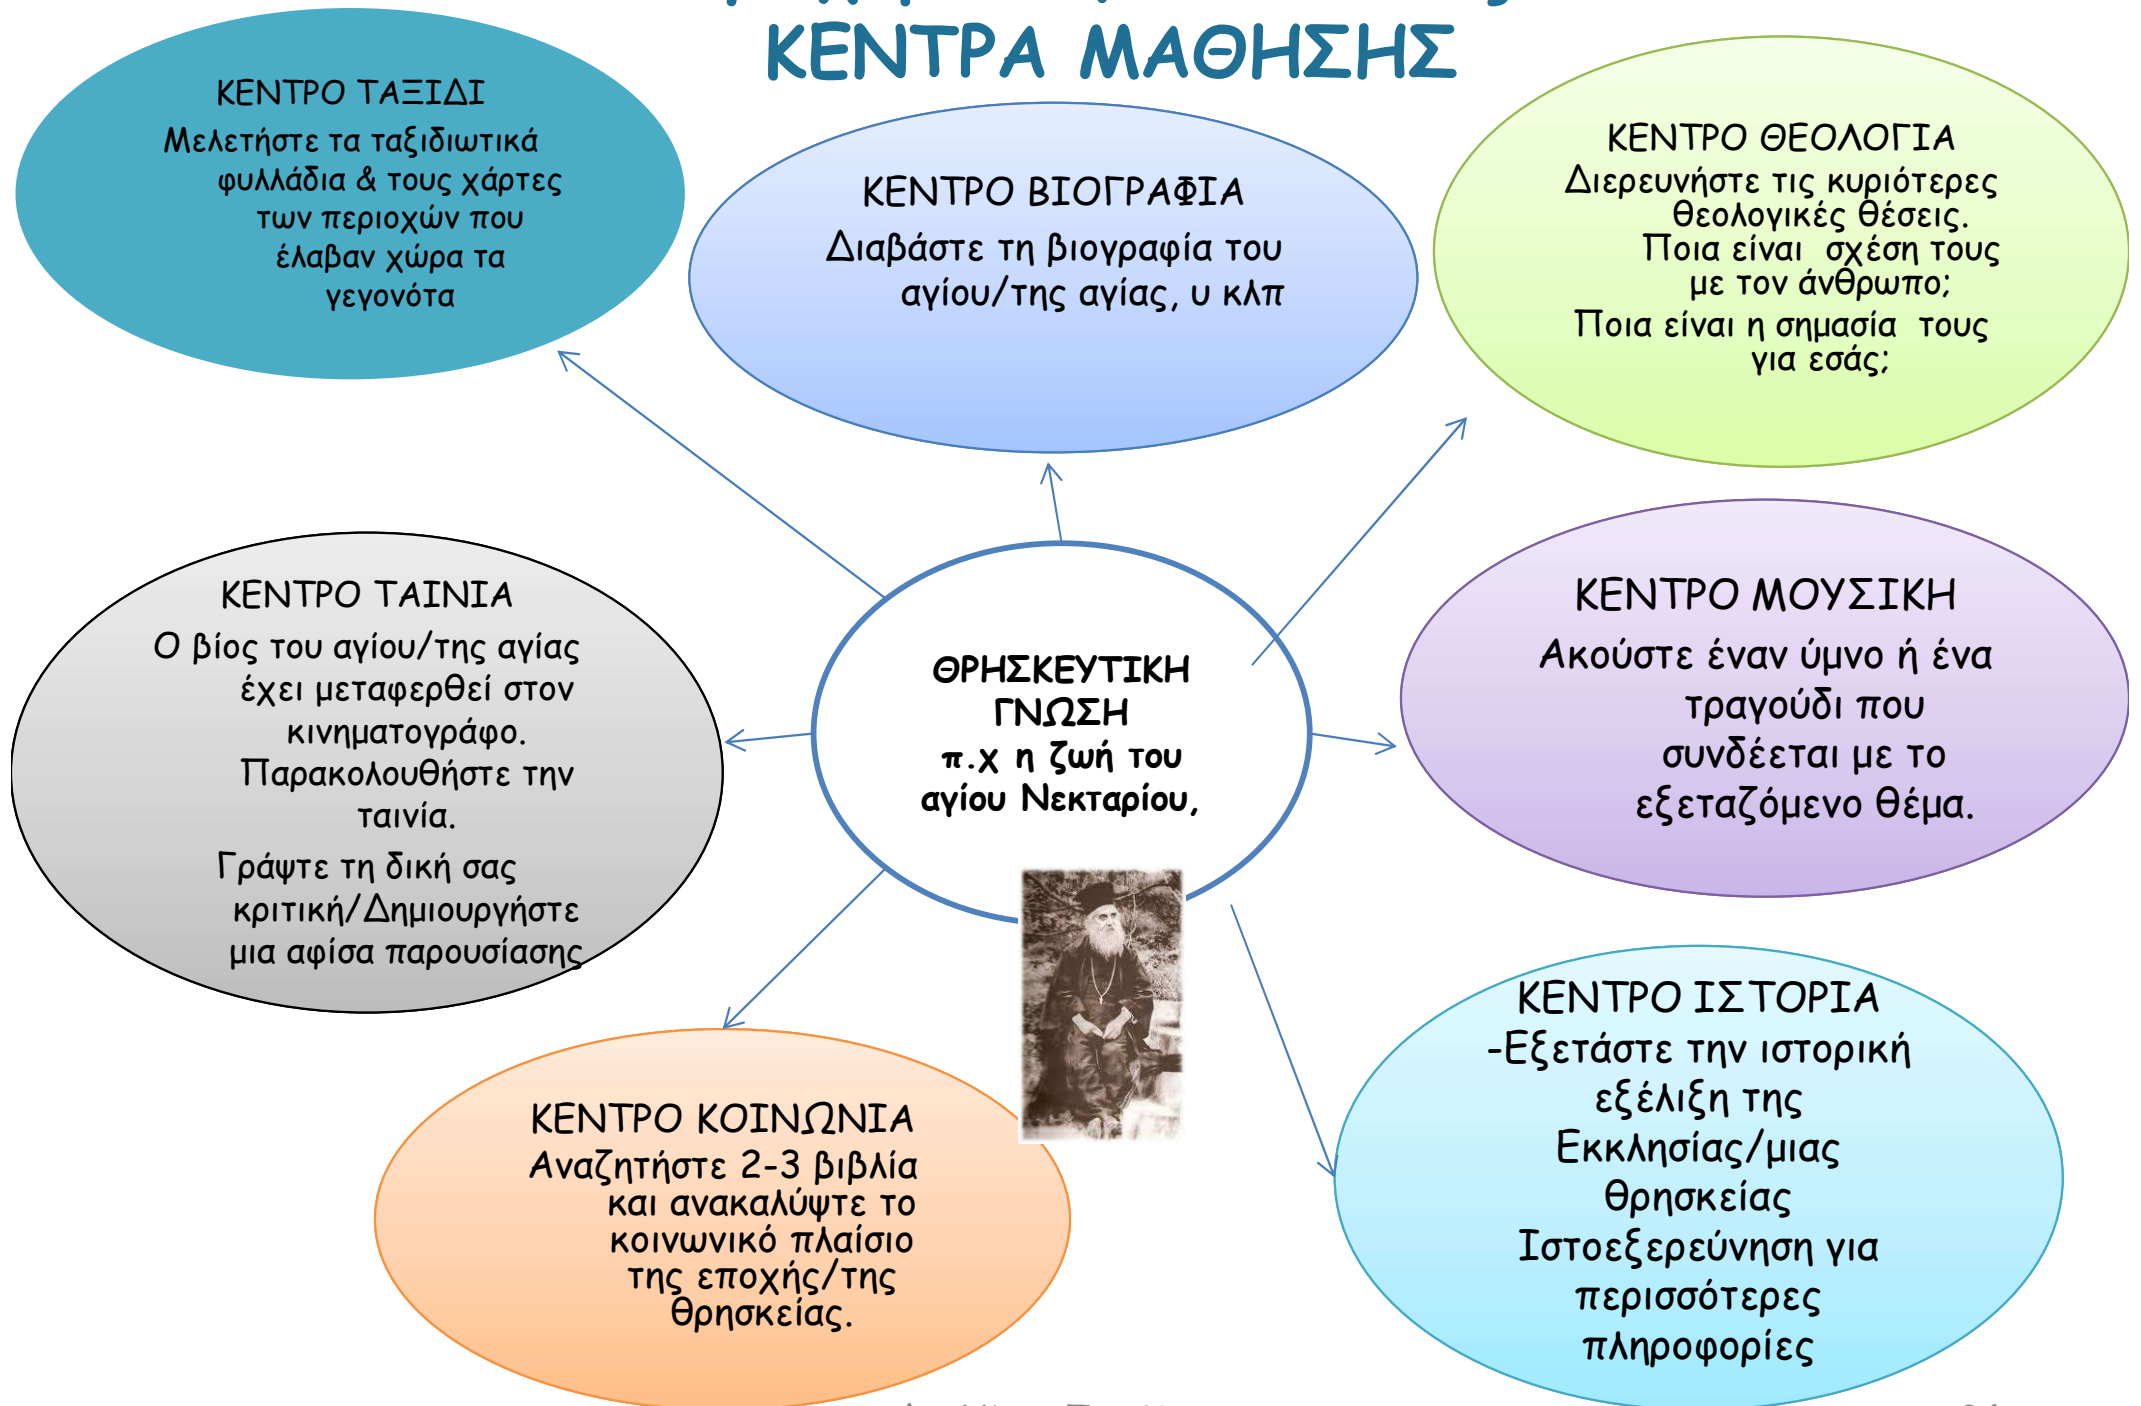 ΚΕΝΤΡΑ ΜΑΘΗΣΗΣ
ΚΕΝΤΡΟ ΤΑΞΙΔΙ
Μελετήστε τα ταξιδιωτικά
φυλλάδια & τους χάρτες
των περιοχών που
έλαβαν χώρα τα
γεγονότα
ΚΕΝΤΡΟ ΒΙΟΓΡΑΦΙΑ
Διαβάστε τη βιογραφία του
αγίου/της αγίας, υ κλπ
ΚΕΝΤΡΟ ΘΕΟΛΟΓΙΑ
Διερευνήστε τις κυριότερες
θεολογικές θέσεις.
Ποια είναι  σχέση τους
με τον άνθρωπο;
Ποια είναι η σημασία  τους
για εσάς;
ΚΕΝΤΡΟ ΤΑΙΝΙΑ
Ο βίος του αγίου/της αγίας
έχει μεταφερθεί στον
κινηματογράφο.
Παρακολουθήστε την
ταινία.
Γράψτε τη δική σας
κριτική/Δημιουργήστε
μια αφίσα παρουσίασης
ΘΡΗΣΚΕΥΤΙΚΗ
ΓΝΩΣΗ
π.χ η ζωή του
αγίου Νεκταρίου,
ΚΕΝΤΡΟ ΜΟΥΣΙΚΗ
Ακούστε έναν ύμνο ή ένα
τραγούδι που
συνδέεται με το
εξεταζόμενο θέμα.
ΚΕΝΤΡΟ ΚΟΙΝΩΝΙΑ
Αναζητήστε 2-3 βιβλία
και ανακαλύψτε το
κοινωνικό πλαίσιο
της εποχής/της
θρησκείας.
ΚΕΝΤΡΟ ΙΣΤΟΡΙΑ
-Εξετάστε την ιστορική
εξέλιξη της
Εκκλησίας/μιας
θρησκείας
Ιστοεξερεύνηση για
περισσότερες
πληροφορίες